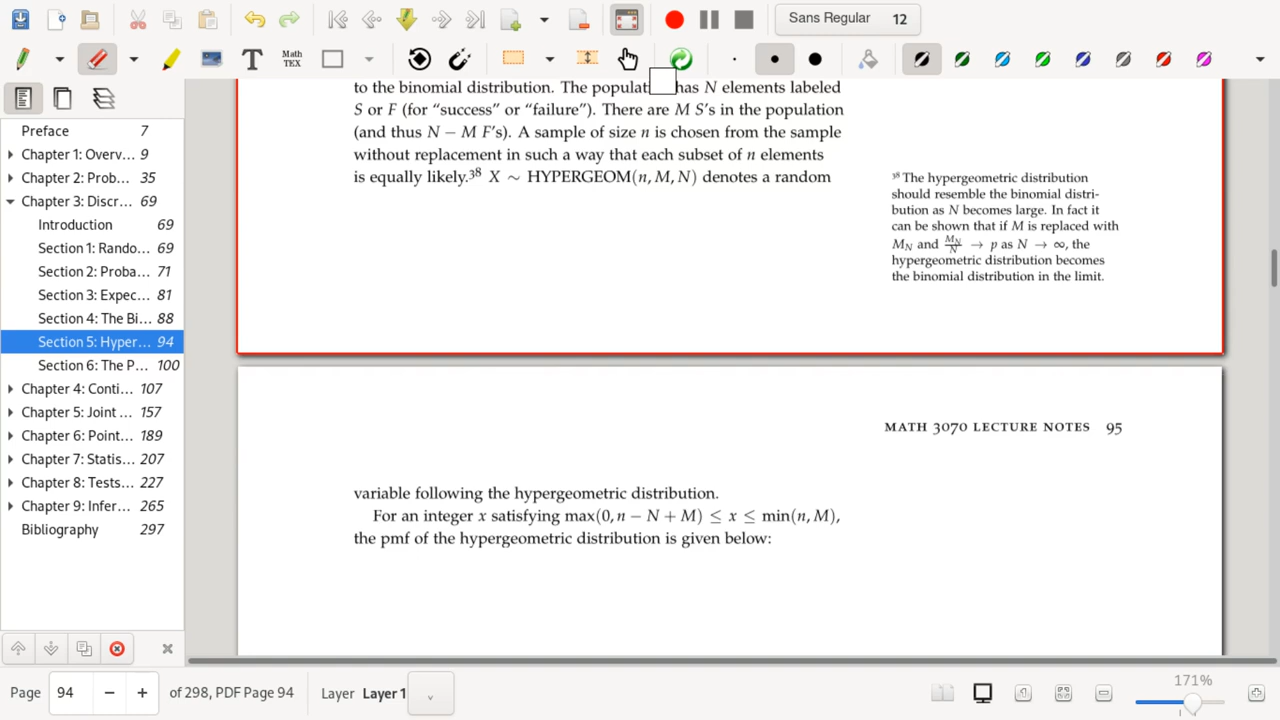 Sans Regular 12
T Math TEX
Preface 7
Chapter 1: Overv... 9
Chapter 2: Prob... 35
Chapter 3: Discr... 69
Introduction 69
Section 1: Rando... 69
Section 2: Proba... 71
Section 3: Expec... 81
Section 4: The Bi... 88
Section 5: Hyper... 94
Section 6: The P... 100
Chapter 4: Conti... 107
Chapter 5: Joint ... 157
Chapter 6: Point... 189
Chapter 7: Statis... 207
Chapter 8: Tests... 227
Chapter 9: Infer... 265
Bibliography 297
to the binomial distribution. The populat has N elements labeled
S or F (for “success” or “failure”). There are M S’s in the population
(and thus N − M F’s). A sample of size n is chosen from the sample
without replacement in such a way that each subset of n elements
is equally likely.³⁸ X ∼ HYPERGEOM(n, M, N) denotes a random
³⁸ The hypergeometric distribution
should resemble the binomial distri-
bution as N becomes large. In fact it
can be shown that if M is replaced with
M_N and M_N/N → p as N → ∞, the
hypergeometric distribution becomes
the binomial distribution in the limit.
MATH 3070 LECTURE NOTES 95
variable following the hypergeometric distribution.
For an integer x satisfying max(0, n − N + M) ≤ x ≤ min(n, M),
the pmf of the hypergeometric distribution is given below:
Page 94 of 298, PDF Page 94 Layer Layer 1 171%